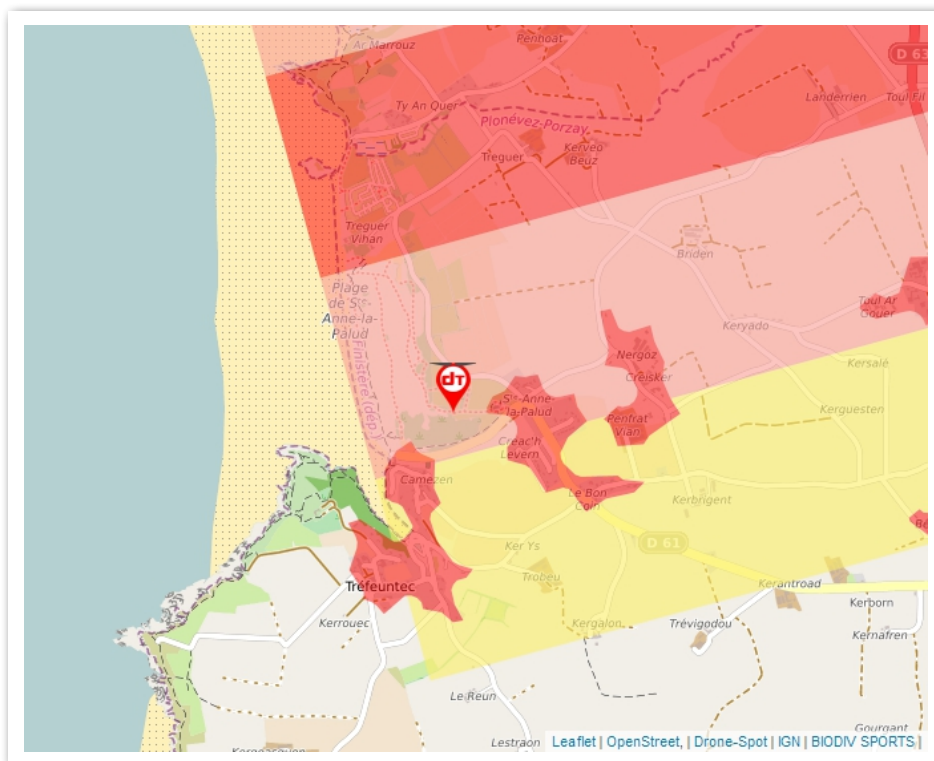 Ar Marrouz
Penhoat
D 63
Ty An Quer
Landerrien
Toul Fil
Plonévez-Porzay
Treguer
Kervéo
Beuz
Treguer
Vihan
Briden
Plage
de Ste-
Anne-la-
Palud
Finistère (dép.)
Toul Ar
Gouer
Keryado
Nergoz
Kersalé
Creisker
dT
Ste-Anne-
la-Palud
Kerguesten
Penfrat
Vian
Creac'h
Levern
Camezen
Le Bon
Coin
Kerbrigent
Ker Ys
D 61
Trobeu
Tréfeuntec
Kerantroad
Kerborn
Kerrouec
Kergalon
Trévigodou
Kernafren
Le Reun
Gourgant
Lestraon
Leaflet | OpenStreet, | Drone-Spot | IGN | BIODIV SPORTS |